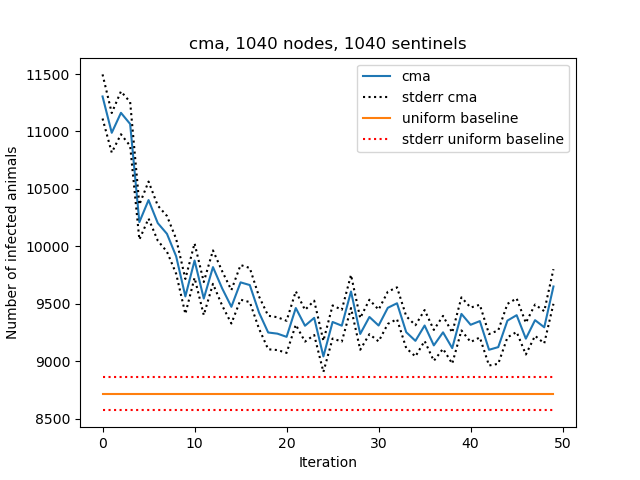 cma, 1040 nodes, 1040 sentinels
cma
stderr cma
uniform baseline
stderr uniform baseline
Number of infected animals
11500
11000
10500
10000
9500
9000
8500
0 10 20 30 40 50
Iteration